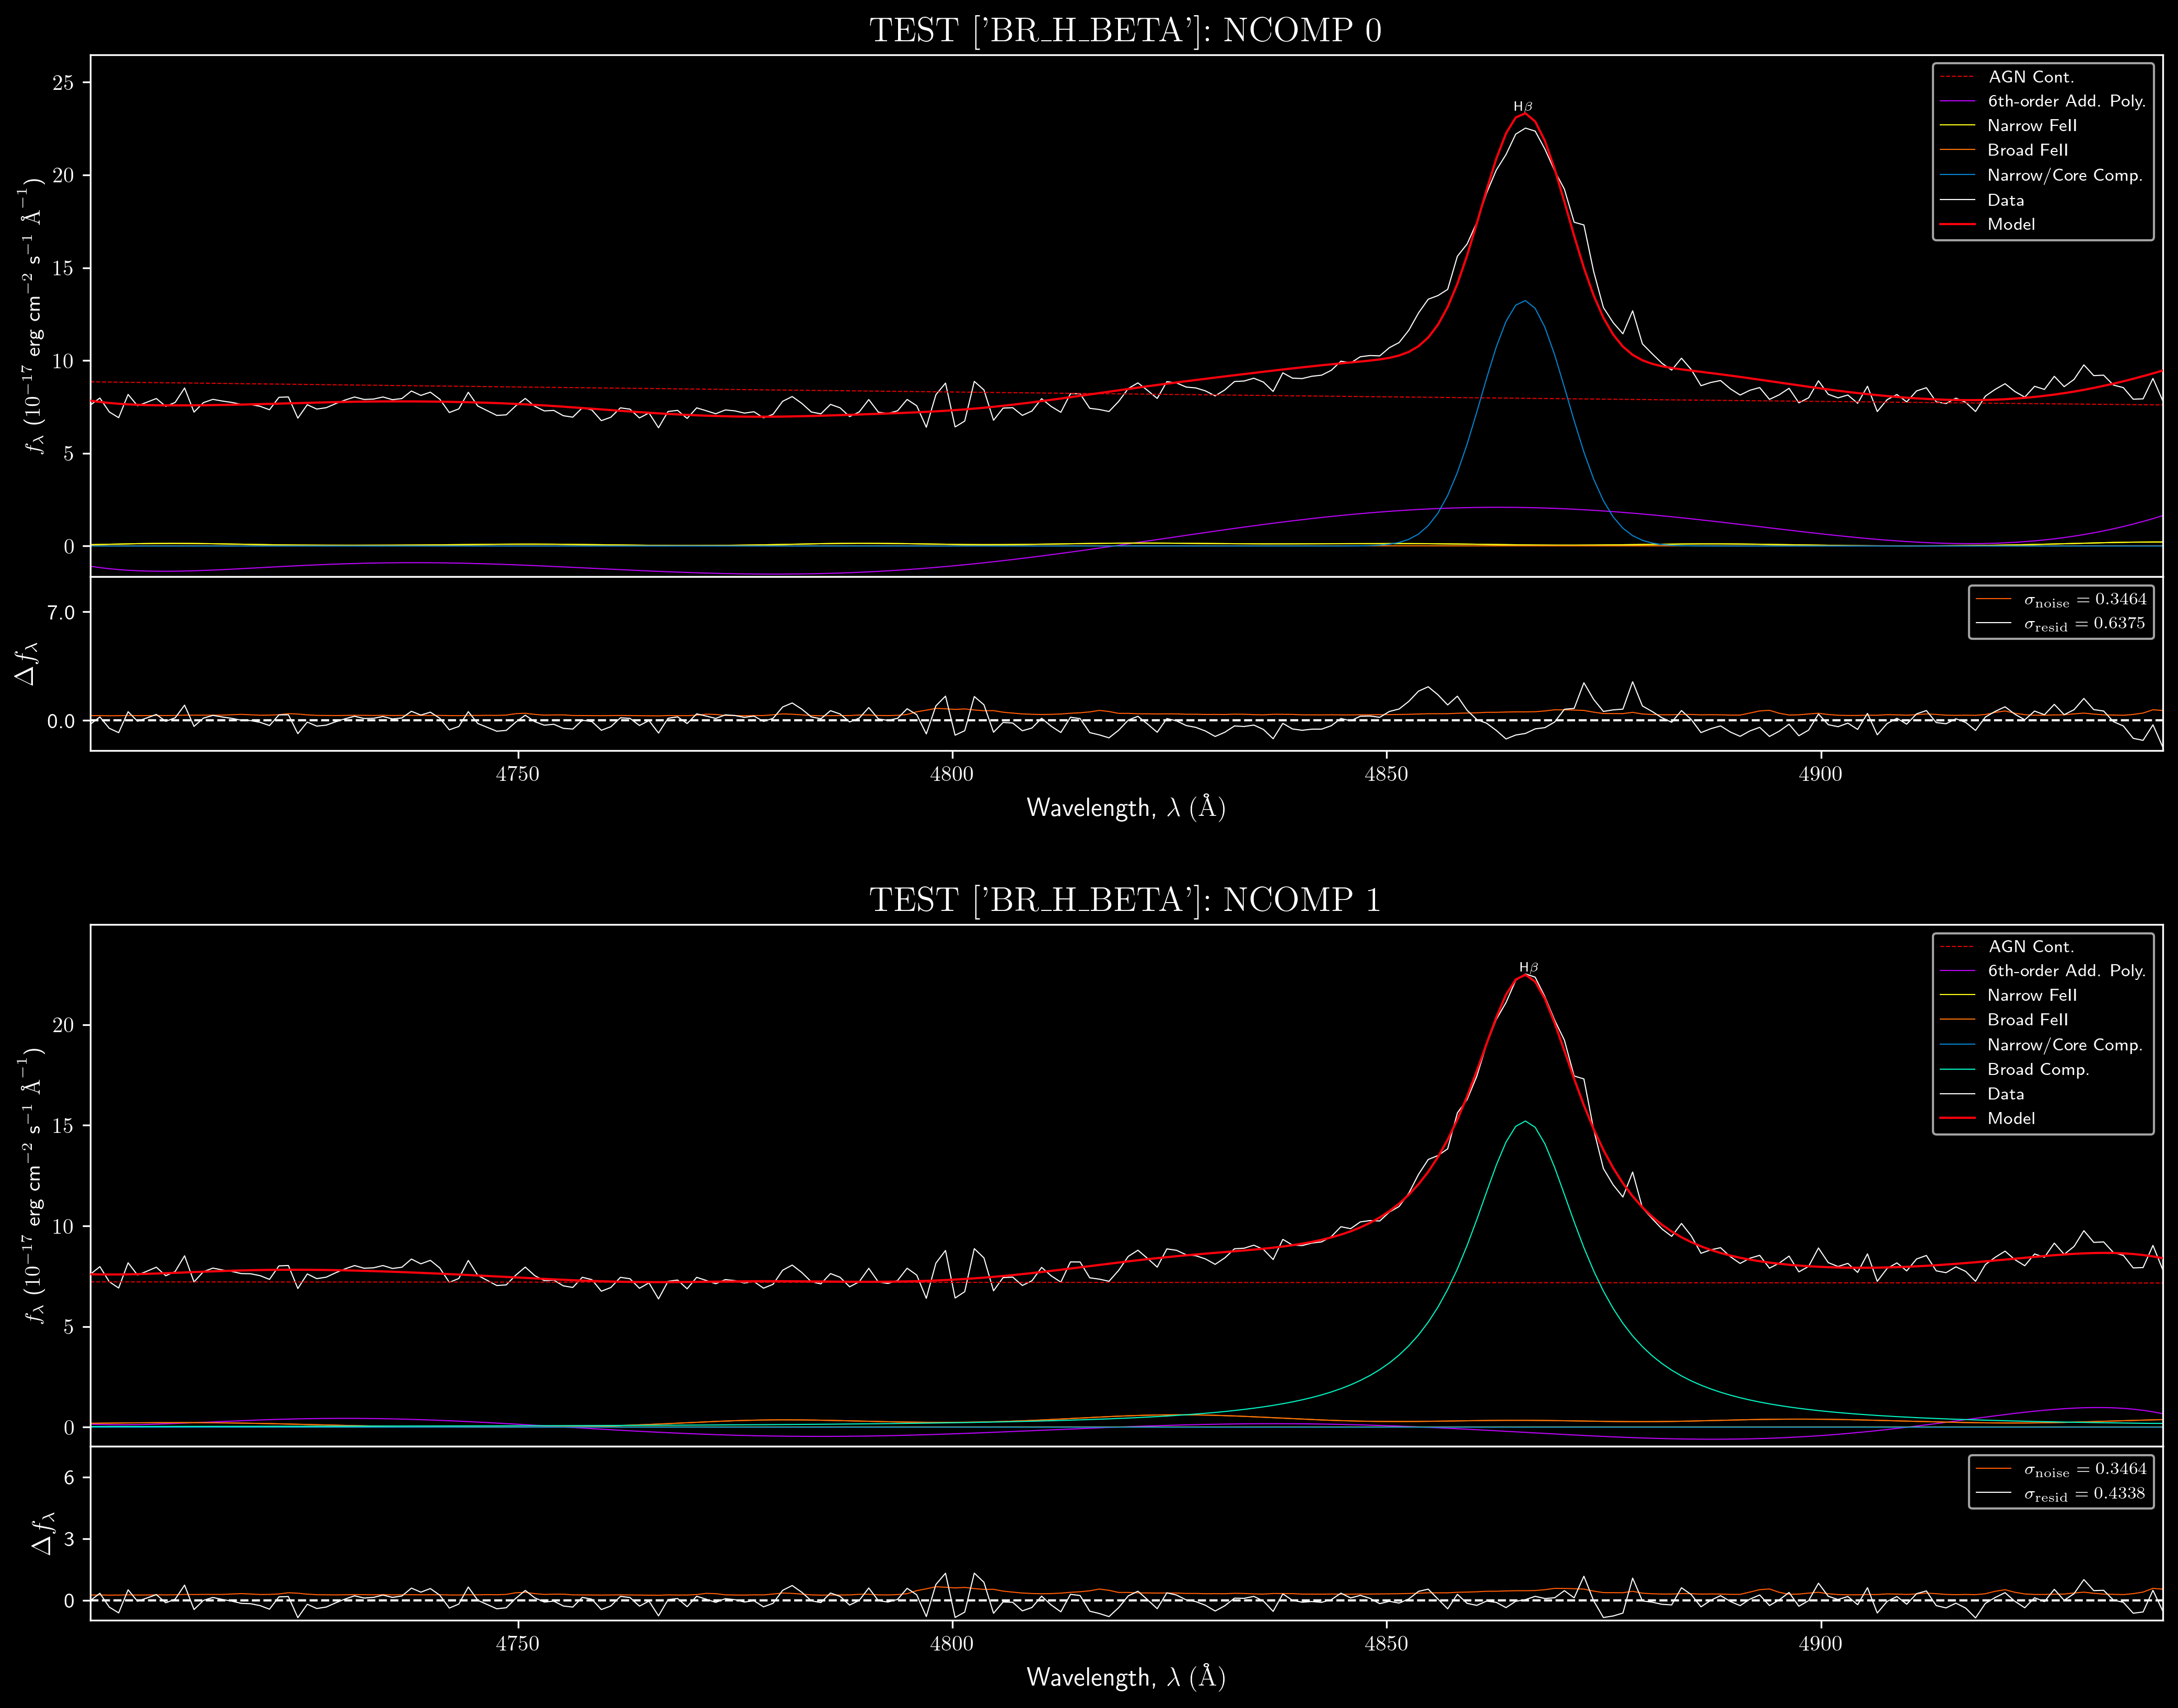 TEST ['BR_H_BETA']: NCOMP 0
25
20
15
10
5
0
fλ (10⁻¹⁷ erg cm⁻² s⁻¹ Å⁻¹)
Hβ
AGN Cont.
6th-order Add. Poly.
Narrow FeII
Broad FeII
Narrow/Core Comp.
Data
Model
7.0
0.0
Δfλ
σnoise = 0.3464
σresid = 0.6375
4750 4800 4850 4900
Wavelength, λ (Å)
TEST ['BR_H_BETA']: NCOMP 1
20
15
10
5
0
fλ (10⁻¹⁷ erg cm⁻² s⁻¹ Å⁻¹)
Hβ
AGN Cont.
6th-order Add. Poly.
Narrow FeII
Broad FeII
Narrow/Core Comp.
Broad Comp.
Data
Model
6
3
0
Δfλ
σnoise = 0.3464
σresid = 0.4338
4750 4800 4850 4900
Wavelength, λ (Å)